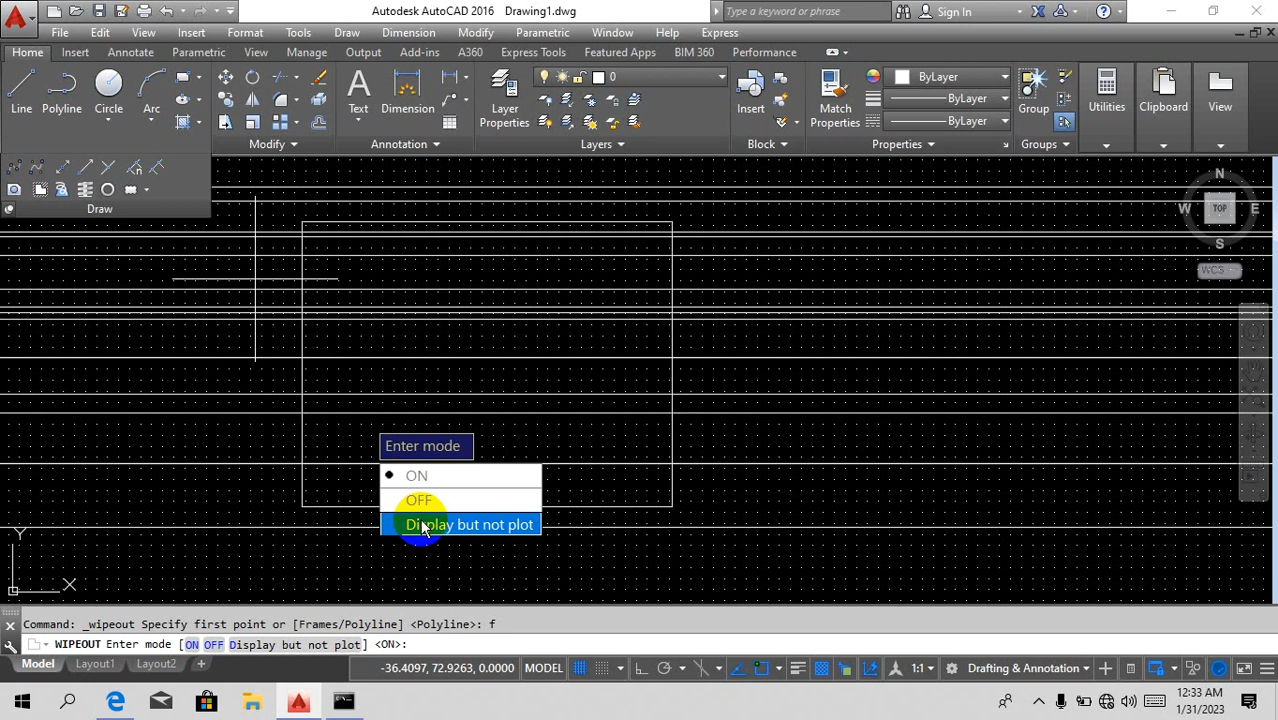 Autodesk AutoCAD 2016 Drawing1.dwg
Type a keyword or phrase
Sign In
File Edit View Insert Format Tools Draw Dimension Modify Parametric Window Help Express
Home Insert Annotate Parametric View Manage Output Add-ins A360 Express Tools Featured Apps BIM 360 Performance
Line Polyline Circle Arc
Text Dimension
Layer Properties
0
Insert
Match Properties
ByLayer
ByLayer
ByLayer
Group
Utilities
Clipboard
View
Modify
Annotation
Layers
Block
Properties
Groups
Draw
N
W TOP E
S
WCS
Enter mode
ON
OFF
Display but not plot
Y
X
Command: _wipeout Specify first point or [Frames/Polyline] <Polyline>: f
WIPEOUT Enter mode [ON OFF Display but not plot] <ON>:
Model Layout1 Layout2 +
-36.4097, 72.9263, 0.0000 MODEL
1:1
Drafting & Annotation
12:33 AM
1/31/2023